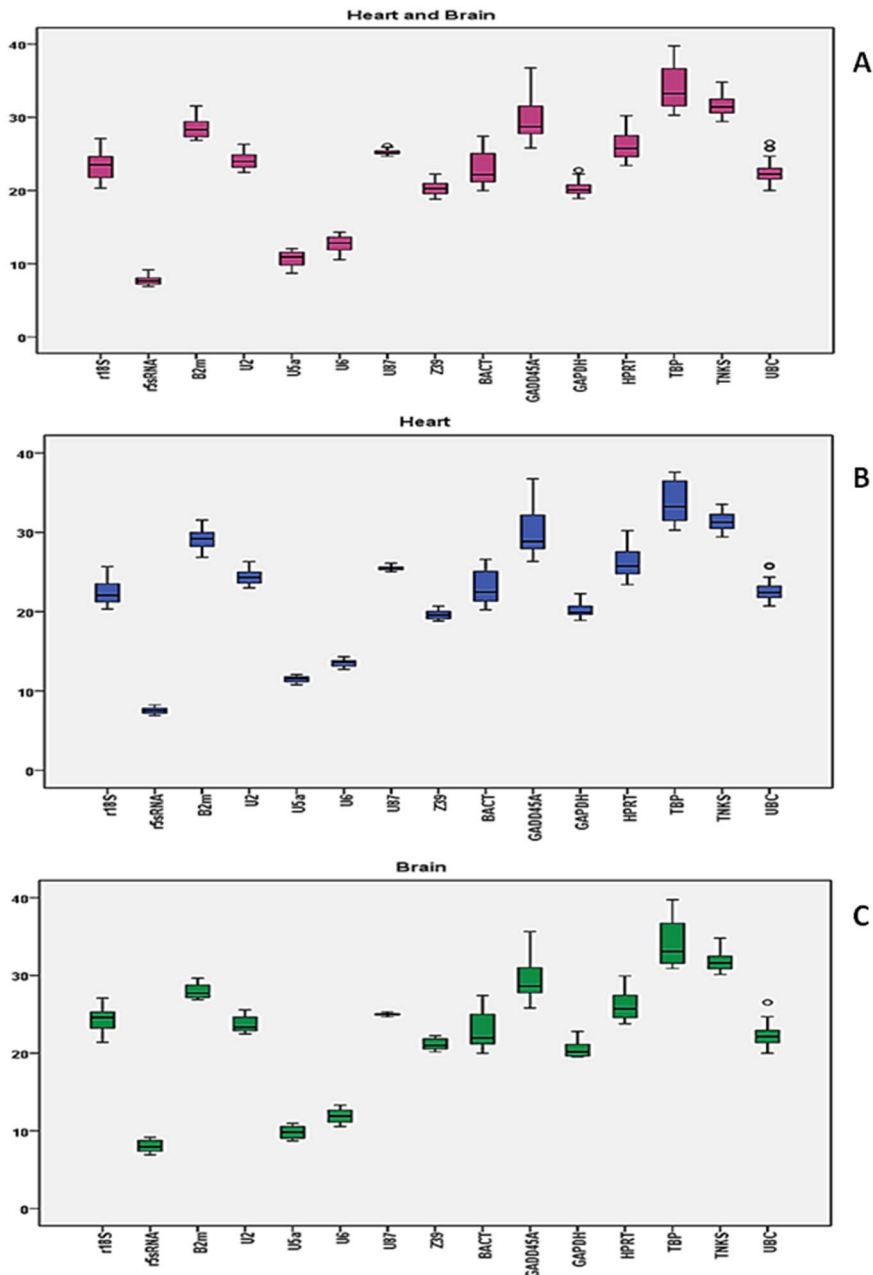 Heart and Brain
A
40
30
20
10
0
r18S
r5sRNA
B2m
U2
U5a
U6
U87
Z39
BACT
GADD45A
GAPDH
HPRT
TBP
TNKS
UBC
Heart
B
40
30
20
10
0
r18S
r5sRNA
B2m
U2
U5a
U6
U87
Z39
BACT
GADD45A
GAPDH
HPRT
TBP
TNKS
UBC
Brain
C
40
30
20
10
0
r18S
r5sRNA
B2m
U2
U5a
U6
U87
Z39
BACT
GADD45A
GAPDH
HPRT
TBP
TNKS
UBC